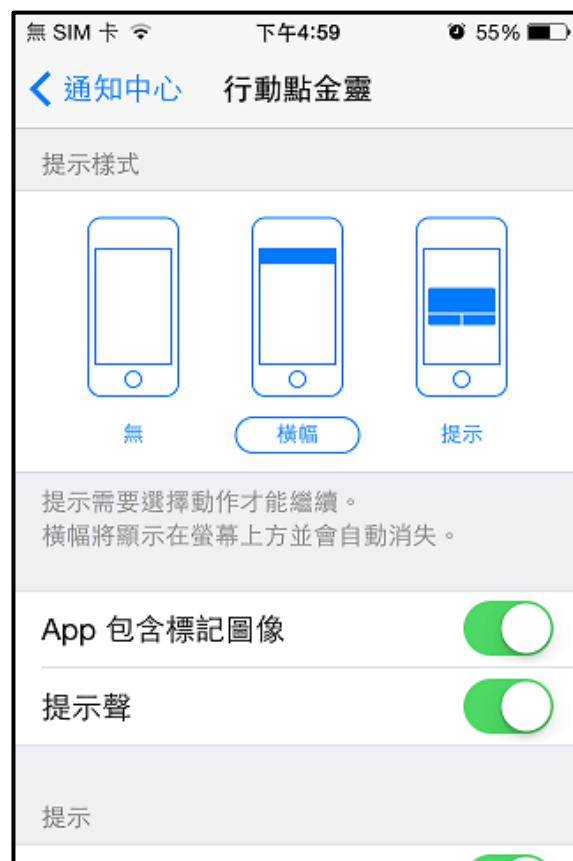 無 SIM 卡 下午4:59 55%
通知中心 行動點金靈
提示樣式
無 橫幅 提示
提示需要選擇動作才能繼續。
橫幅將顯示在螢幕上方並會自動消失。
App 包含標記圖像
提示聲
提示